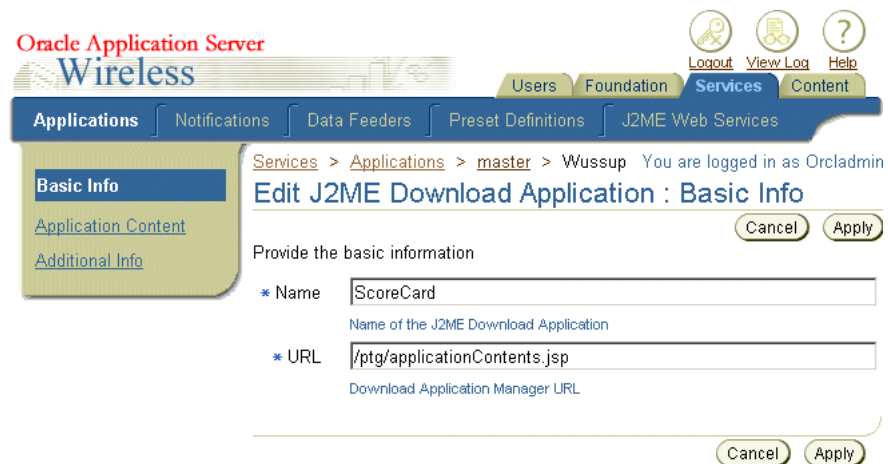 Oracle Application Server
Wireless
Logout View Log Help
Users Foundation Services Content
Applications Notifications Data Feeders Preset Definitions J2ME Web Services
Basic Info
Application Content
Additional Info
Services > Applications > master > Wussup You are logged in as Orcladmin
Edit J2ME Download Application : Basic Info
Cancel Apply
Provide the basic information
* Name ScoreCard
Name of the J2ME Download Application
* URL /ptg/applicationContents.jsp
Download Application Manager URL
Cancel Apply